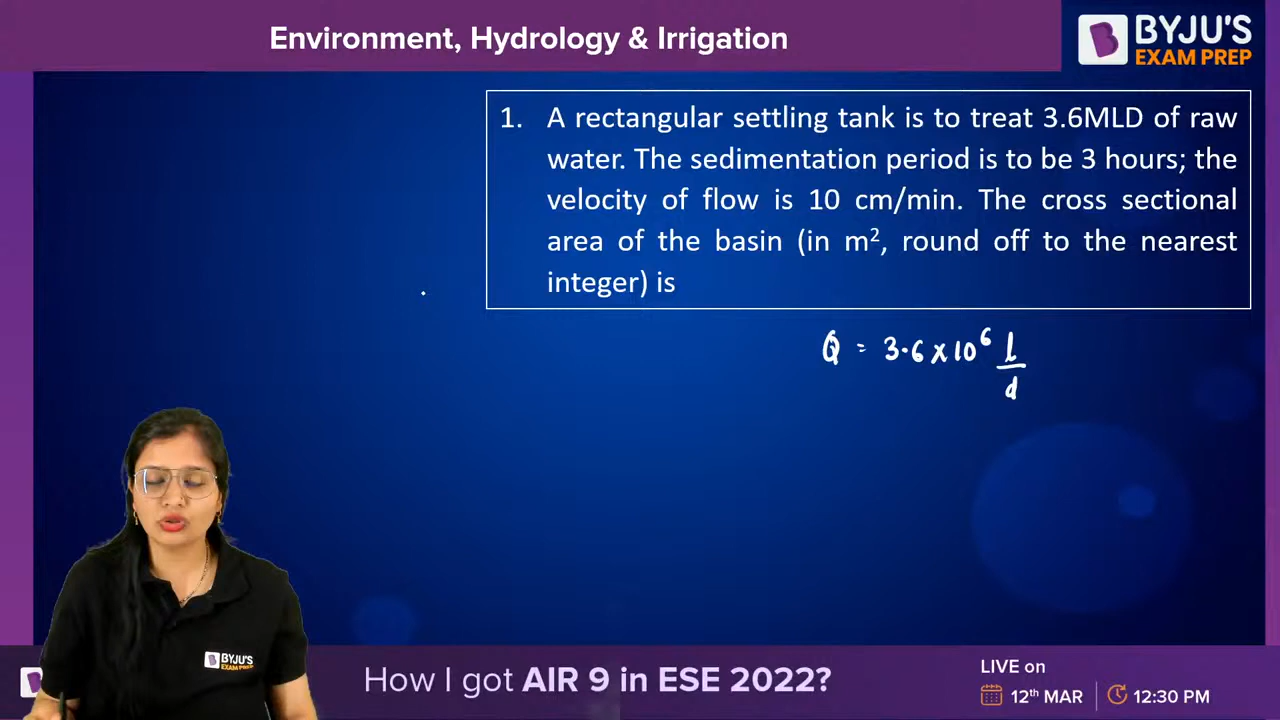 Environment, Hydrology & Irrigation
BYJU'S
EXAM PREP
1. A rectangular settling tank is to treat 3.6MLD of raw
water. The sedimentation period is to be 3 hours; the
velocity of flow is 10 cm/min. The cross sectional
area of the basin (in m², round off to the nearest
integer) is
Q = 3.6 x 10⁶ l/d
BYJU'S
EXAM PREP
How I got AIR 9 in ESE 2022?
LIVE on
12th MAR | 12:30 PM